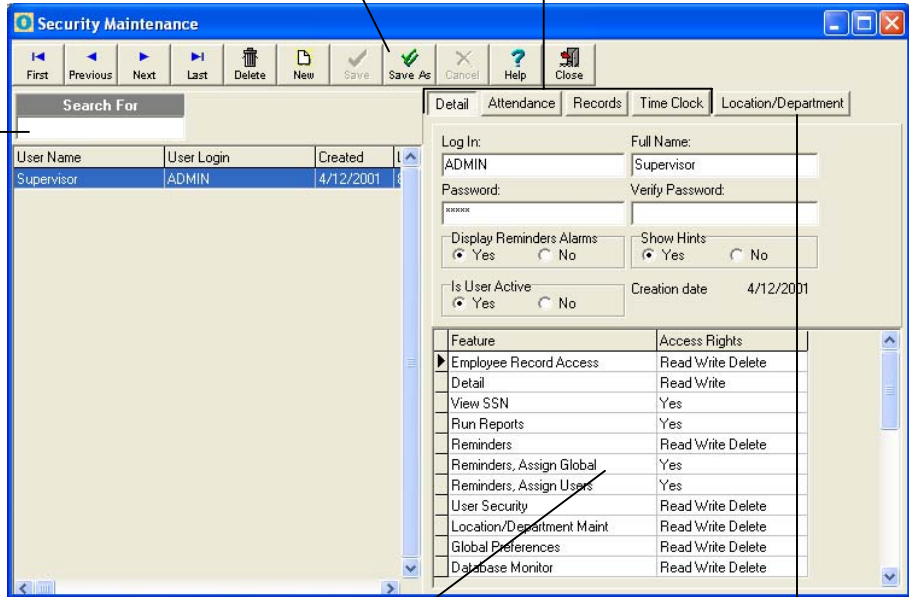 Security Maintenance
First Previous Next Last Delete New Save Save As Cancel Help Close
Search For
User Name User Login Created
Supervisor ADMIN 4/12/2001
Detail Attendance Records Time Clock Location/Department
Log In: Full Name:
ADMIN Supervisor
Password: Verify Password:
*****
Display Reminders Alarms Show Hints
Yes No Yes No
Is User Active Creation date 4/12/2001
Yes No
Feature Access Rights
Employee Record Access Read Write Delete
Detail Read Write
View SSN Yes
Run Reports Yes
Reminders Read Write Delete
Reminders, Assign Global Yes
Reminders, Assign Users Yes
User Security Read Write Delete
Location/Department Maint Read Write Delete
Global Preferences Read Write Delete
Database Monitor Read Write Delete